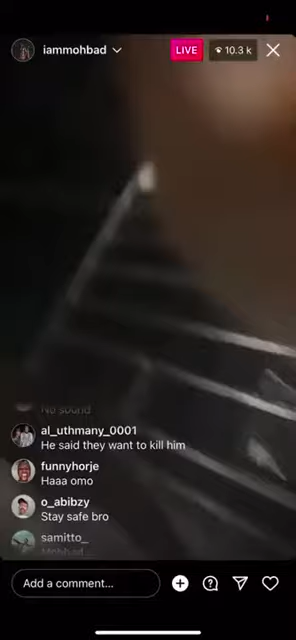 iammohbad
LIVE
10.3 k
No sound
al_uthmany_0001
He said they want to kill him
funnyhorje
Haaa omo
o_abibzy
Stay safe bro
samitto_
Add a comment...